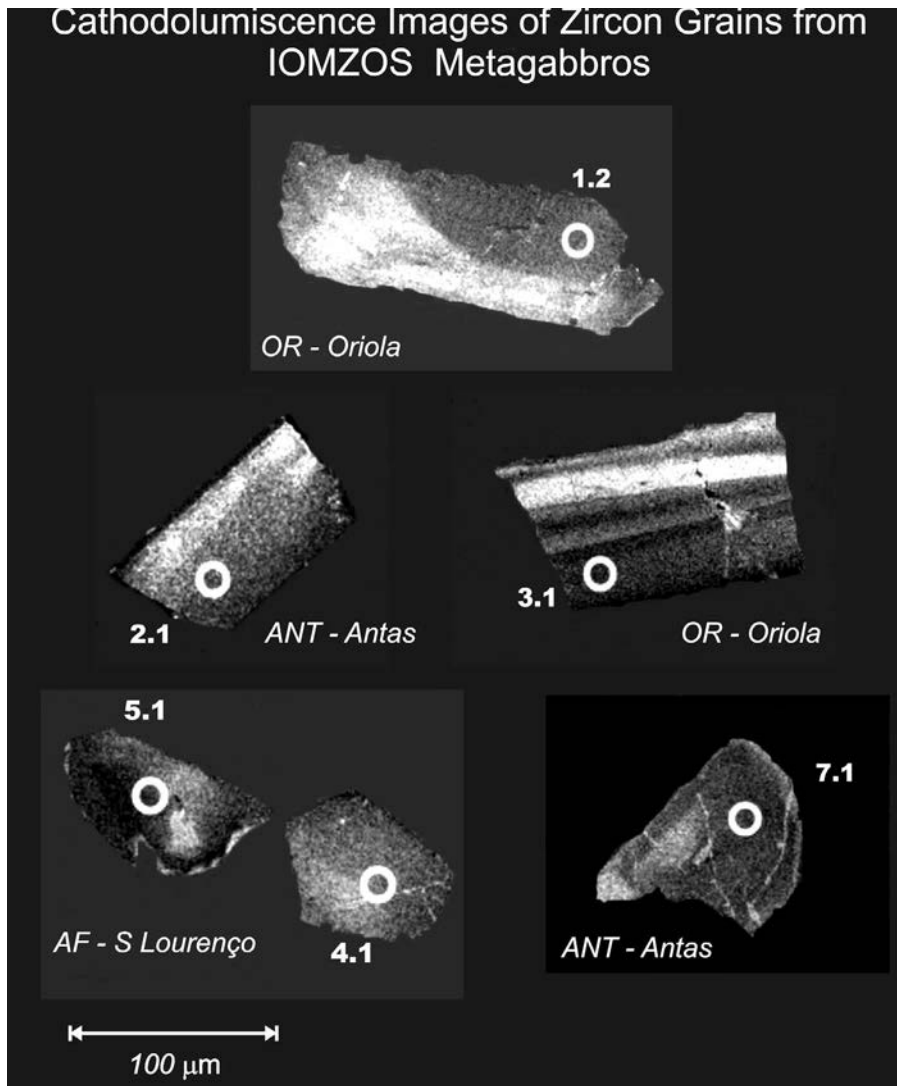 Cathodolumiscence Images of Zircon Grains from
IOMZOS Metagabbros
1.2
OR - Oriola
2.1
ANT - Antas
3.1
OR - Oriola
5.1
AF - S Lourenço
4.1
7.1
ANT - Antas
100 μm